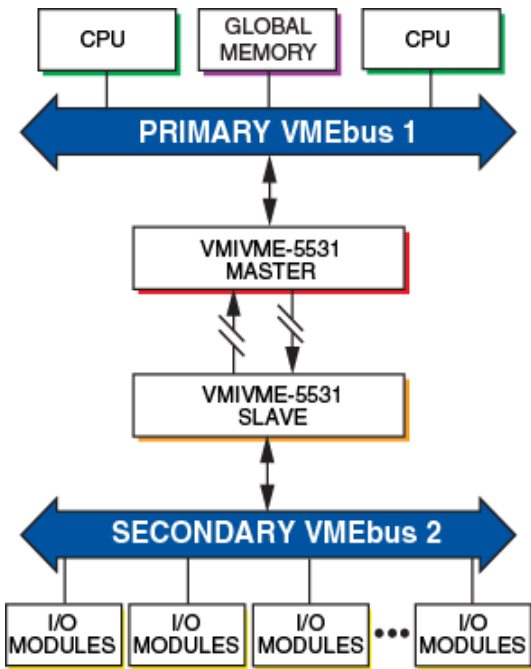 CPU
GLOBAL
MEMORY
CPU
PRIMARY VMEbus 1
VMIVME-5531
MASTER
VMIVME-5531
SLAVE
SECONDARY VMEbus 2
I/O
MODULES
I/O
MODULES
I/O
MODULES
I/O
MODULES